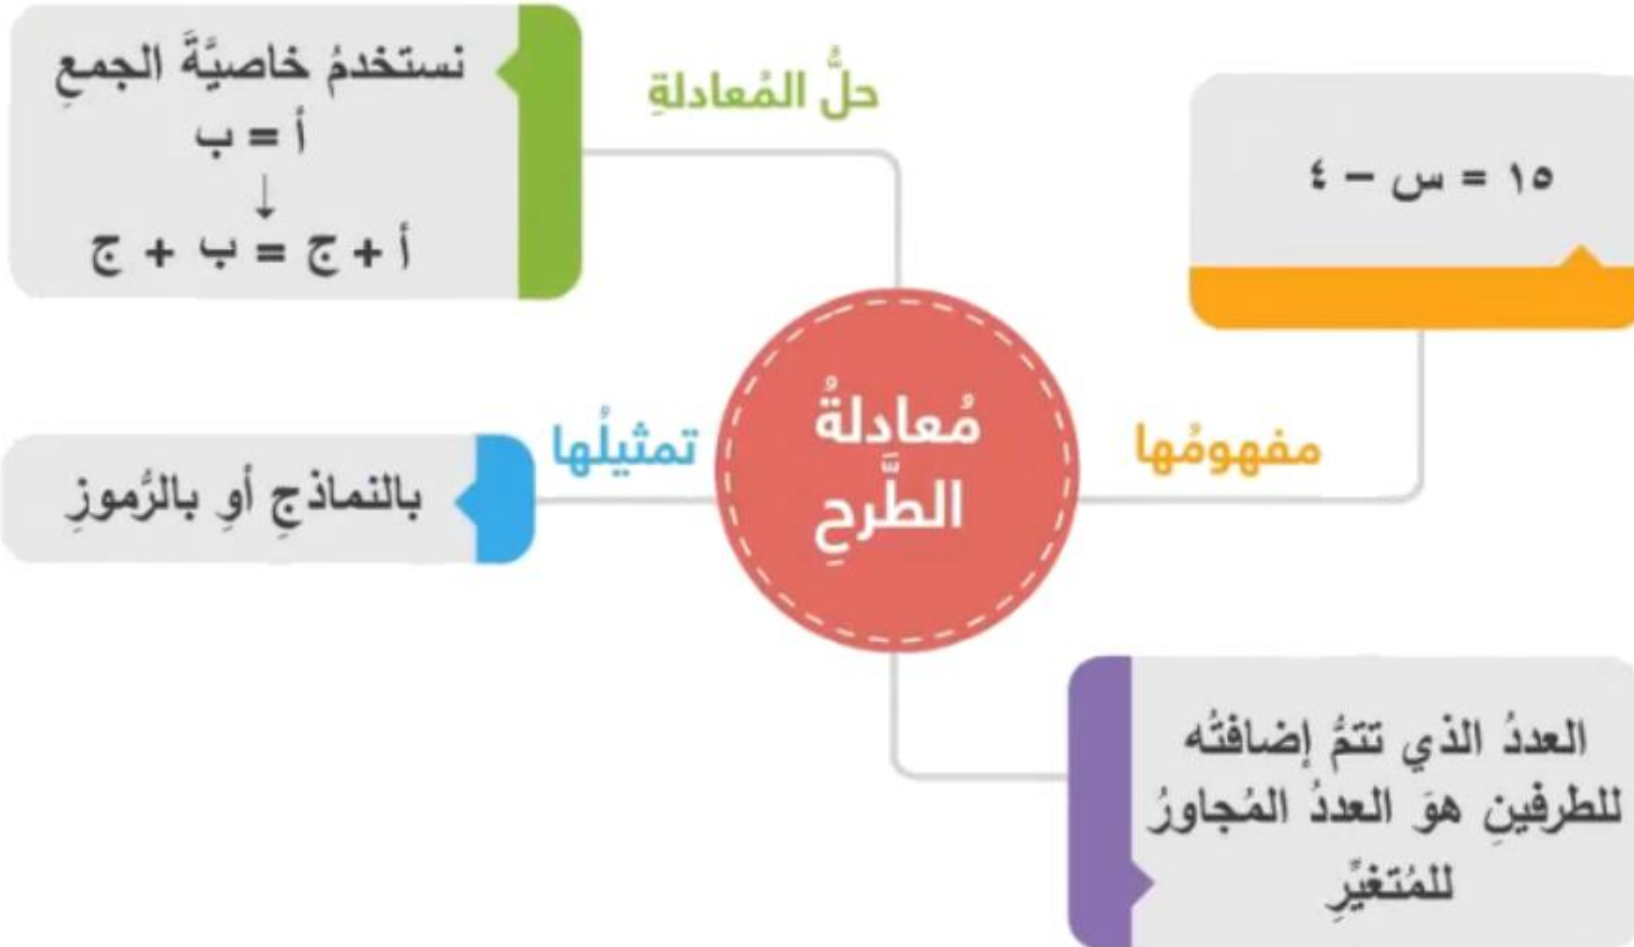 نستخدمُ خاصيَّةَ الجمعِ
أ = ب
↓
أ + ج = ب + ج
حلُّ المُعادلةِ
١٥ = س − ٤
مُعادلةُ
الطَّرحِ
مفهومُها
تمثيلُها
بالنماذجِ أوِ بالرُّموزِ
العددُ الذي تتمُّ إضافتُه
للطرفينِ هوَ العددُ المُجاورُ
للمُتغيِّرِ